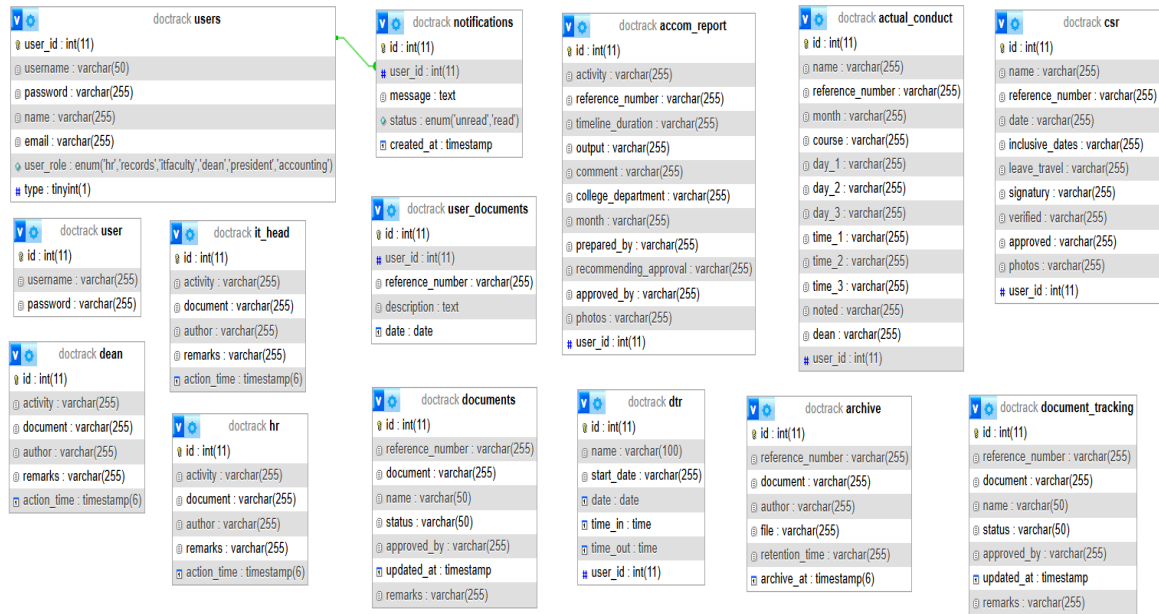 doctrack users
user_id : int(11)
username : varchar(50)
password : varchar(255)
name : varchar(255)
email : varchar(255)
user_role : enum('hr','records','itfaculty','dean','president','accounting')
type : tinyint(1)
doctrack notifications
id : int(11)
user_id : int(11)
message : text
status : enum('unread','read')
created_at : timestamp
doctrack accom_report
id : int(11)
activity : varchar(255)
reference_number : varchar(255)
timeline_duration : varchar(255)
output : varchar(255)
comment : varchar(255)
college_department : varchar(255)
month : varchar(255)
prepared_by : varchar(255)
recommending_approval : varchar(255)
approved_by : varchar(255)
photos : varchar(255)
user_id : int(11)
doctrack actual_conduct
id : int(11)
name : varchar(255)
reference_number : varchar(255)
month : varchar(255)
course : varchar(255)
day_1 : varchar(255)
day_2 : varchar(255)
day_3 : varchar(255)
time_1 : varchar(255)
time_2 : varchar(255)
time_3 : varchar(255)
noted : varchar(255)
dean : varchar(255)
user_id : int(11)
doctrack csr
id : int(11)
name : varchar(255)
reference_number : varchar(255)
date : varchar(255)
inclusive_dates : varchar(255)
leave_travel : varchar(255)
signatury : varchar(255)
verified : varchar(255)
approved : varchar(255)
photos : varchar(255)
user_id : int(11)
doctrack user
id : int(11)
username : varchar(255)
password : varchar(255)
doctrack it_head
id : int(11)
activity : varchar(255)
document : varchar(255)
author : varchar(255)
remarks : varchar(255)
action_time : timestamp(6)
doctrack user_documents
id : int(11)
user_id : int(11)
reference_number : varchar(255)
description : text
date : date
doctrack dean
id : int(11)
activity : varchar(255)
document : varchar(255)
author : varchar(255)
remarks : varchar(255)
action_time : timestamp(6)
doctrack hr
id : int(11)
activity : varchar(255)
document : varchar(255)
author : varchar(255)
remarks : varchar(255)
action_time : timestamp(6)
doctrack documents
id : int(11)
reference_number : varchar(255)
document : varchar(255)
name : varchar(50)
status : varchar(50)
approved_by : varchar(255)
updated_at : timestamp
remarks : varchar(255)
doctrack dtr
id : int(11)
name : varchar(100)
start_date : varchar(255)
date : date
time_in : time
time_out : time
user_id : int(11)
doctrack archive
id : int(11)
reference_number : varchar(255)
document : varchar(255)
author : varchar(255)
file : varchar(255)
retention_time : varchar(255)
archive_at : timestamp(6)
doctrack document_tracking
id : int(11)
reference_number : varchar(255)
document : varchar(255)
name : varchar(50)
status : varchar(50)
approved_by : varchar(255)
updated_at : timestamp
remarks : varchar(255)